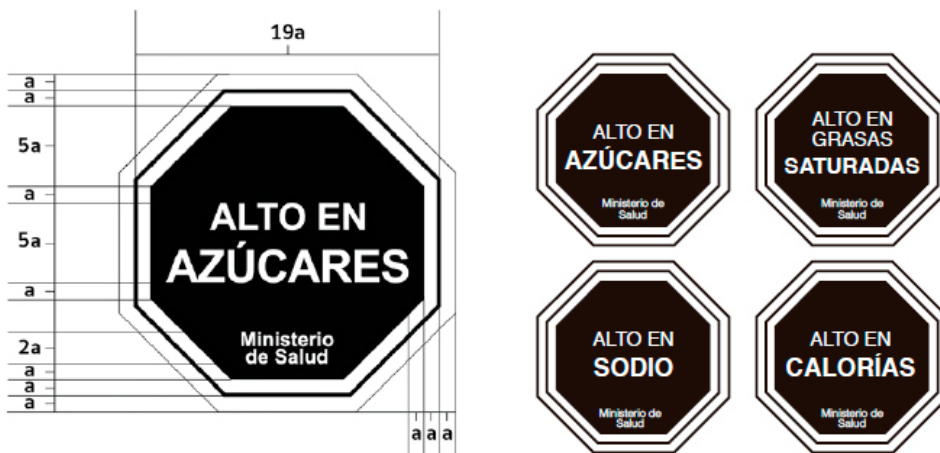 19a
a
a
5a
a
5a
a
2a
a
a
a
a
a
a
ALTO EN
AZÚCARES
Ministerio
de Salud
ALTO EN
AZÚCARES
Ministerio de
Salud
ALTO EN
GRASAS
SATURADAS
Ministerio de
Salud
ALTO EN
SODIO
Ministerio de
Salud
ALTO EN
CALORÍAS
Ministerio de
Salud